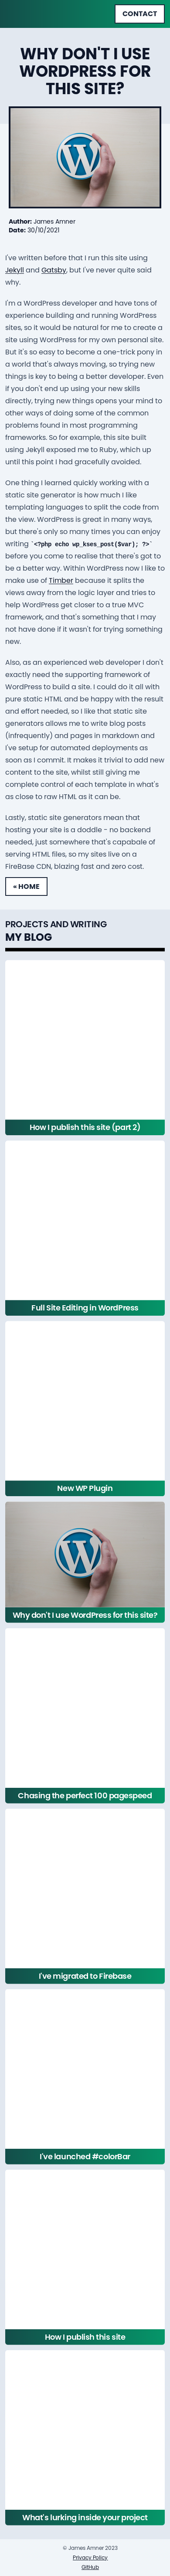 CONTACT
WHY DON'T I USE
WORDPRESS FOR
THIS SITE?
Author: James Amner
Date: 30/10/2021
I've written before that I run this site using
Jekyll and Gatsby, but I've never quite said
why.
I'm a WordPress developer and have tons of
experience building and running WordPress
sites, so it would be natural for me to create a
site using WordPress for my own personal site.
But it's so easy to become a one-trick pony in
a world that's always moving, so trying new
things is key to being a better developer. Even
if you don't end up using your new skills
directly, trying new things opens your mind to
other ways of doing some of the common
problems found in most programming
frameworks. So for example, this site built
using Jekyll exposed me to Ruby, which up
until this point I had gracefully avoided.
One thing I learned quickly working with a
static site generator is how much I like
templating languages to split the code from
the view. WordPress is great in many ways,
but there's only so many times you can enjoy
writing `<?php echo wp_kses_post($var); ?>`
before you come to realise that there's got to
be a better way. Within WordPress now I like to
make use of Timber because it splits the
views away from the logic layer and tries to
help WordPress get closer to a true MVC
framework, and that's something that I may
not have done if it wasn't for trying something
new.
Also, as an experienced web developer I don't
exactly need the supporting framework of
WordPress to build a site. I could do it all with
pure static HTML and be happy with the result
and effort needed, so I like that static site
generators allows me to write blog posts
(infrequently) and pages in markdown and
I've setup for automated deployments as
soon as I commit. It makes it trivial to add new
content to the site, whilst still giving me
complete control of each template in what's
as close to raw HTML as it can be.
Lastly, static site generators mean that
hosting your site is a doddle - no backend
needed, just somewhere that's capable of
serving HTML files, so my sites live on a
FireBase CDN, blazing fast and zero cost.
« HOME
PROJECTS AND WRITING
MY BLOG
How I publish this site (part 2)
Full Site Editing in WordPress
New WP Plugin
Why don't I use WordPress for this site?
Chasing the perfect 100 pagespeed
I've migrated to Firebase
I've launched #colorBar
How I publish this site
What's lurking inside your project
© James Amner 2023
Privacy Policy
GitHub